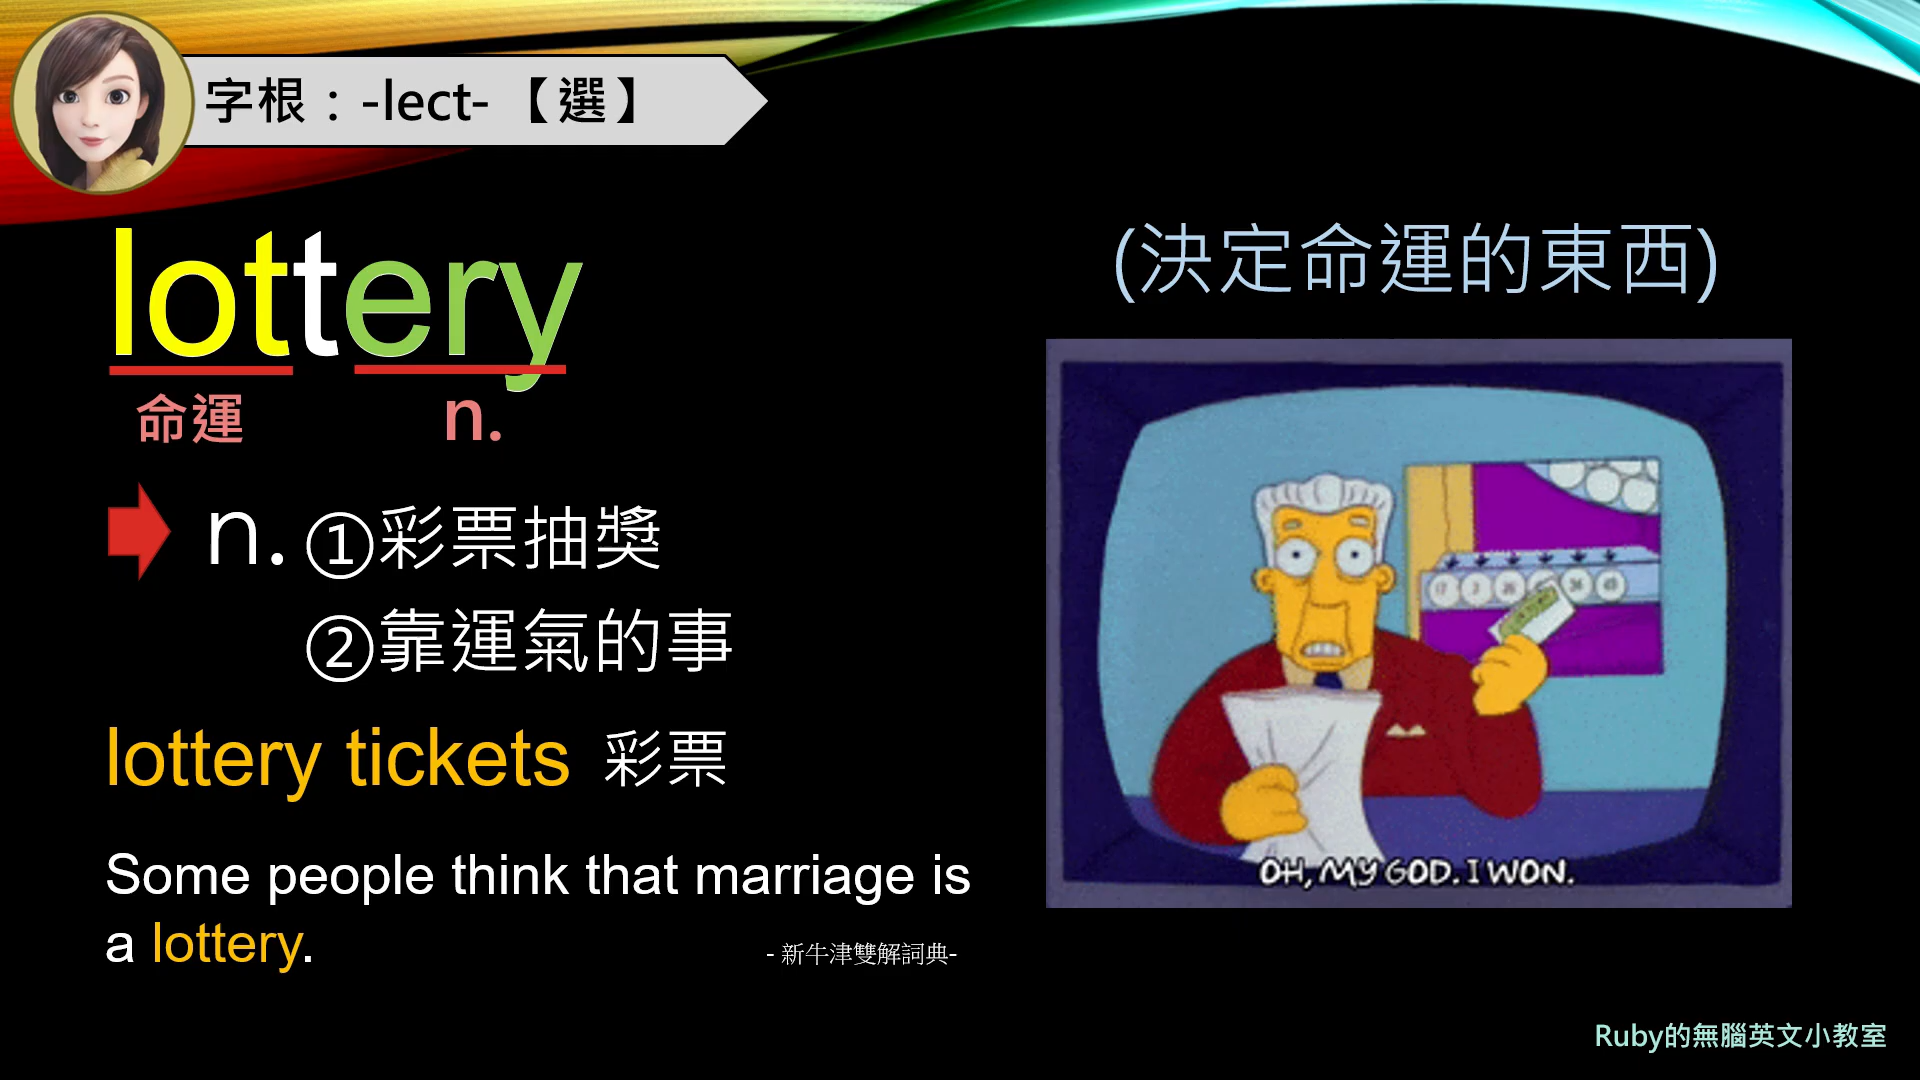 字根：-lect-【選】
lottery
命運 n.
(決定命運的東西)
n. ①彩票抽獎
②靠運氣的事
lottery tickets 彩票
Some people think that marriage is
a lottery.
- 新牛津雙解詞典-
OH, MY GOD. I WON.
Ruby的無腦英文小教室